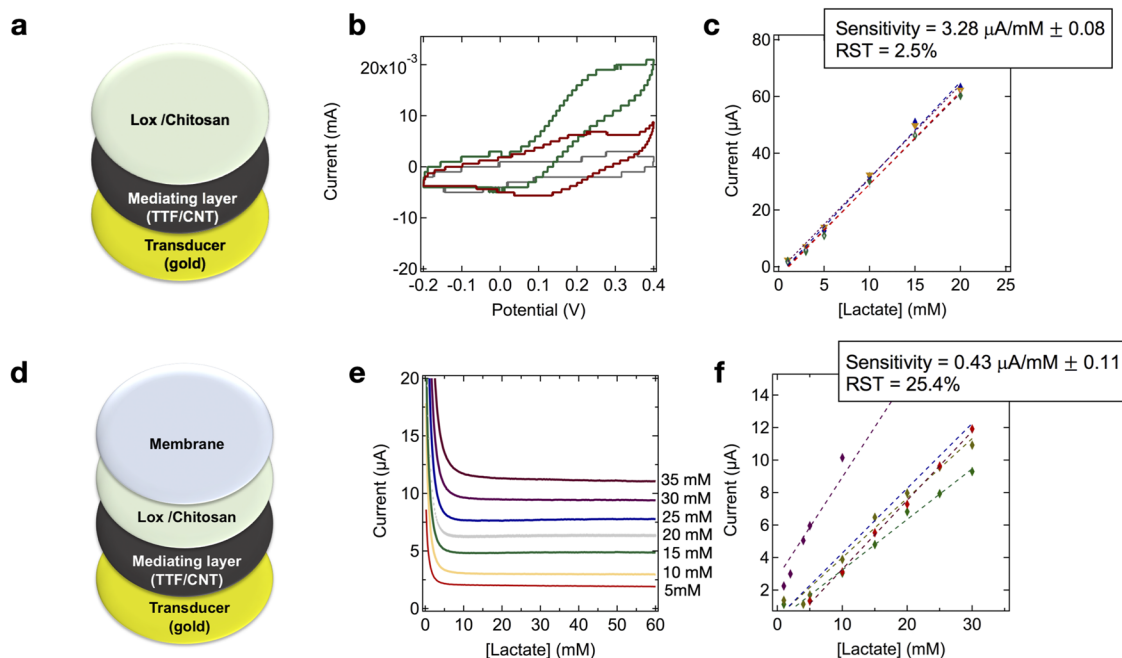 a
Lox /Chitosan
Mediating layer
(TTF/CNT)
Transducer
(gold)
b
20x10⁻³
10
0
-10
-20
Current (mA)
-0.2 -0.1 0.0 0.1 0.2 0.3 0.4
Potential (V)
c
Sensitivity = 3.28 µA/mM ± 0.08
RST = 2.5%
80
60
40
20
0
Current (µA)
0 5 10 15 20 25
[Lactate] (mM)
d
Membrane
Lox /Chitosan
Mediating layer
(TTF/CNT)
Transducer
(gold)
e
20
15
10
5
0
Current (µA)
35 mM
30 mM
25 mM
20 mM
15 mM
10 mM
5mM
0 10 20 30 40 50 60
[Lactate] (mM)
f
Sensitivity = 0.43 µA/mM ± 0.11
RST = 25.4%
14
12
10
8
6
4
2
Current (µA)
0 10 20 30
[Lactate] (mM)